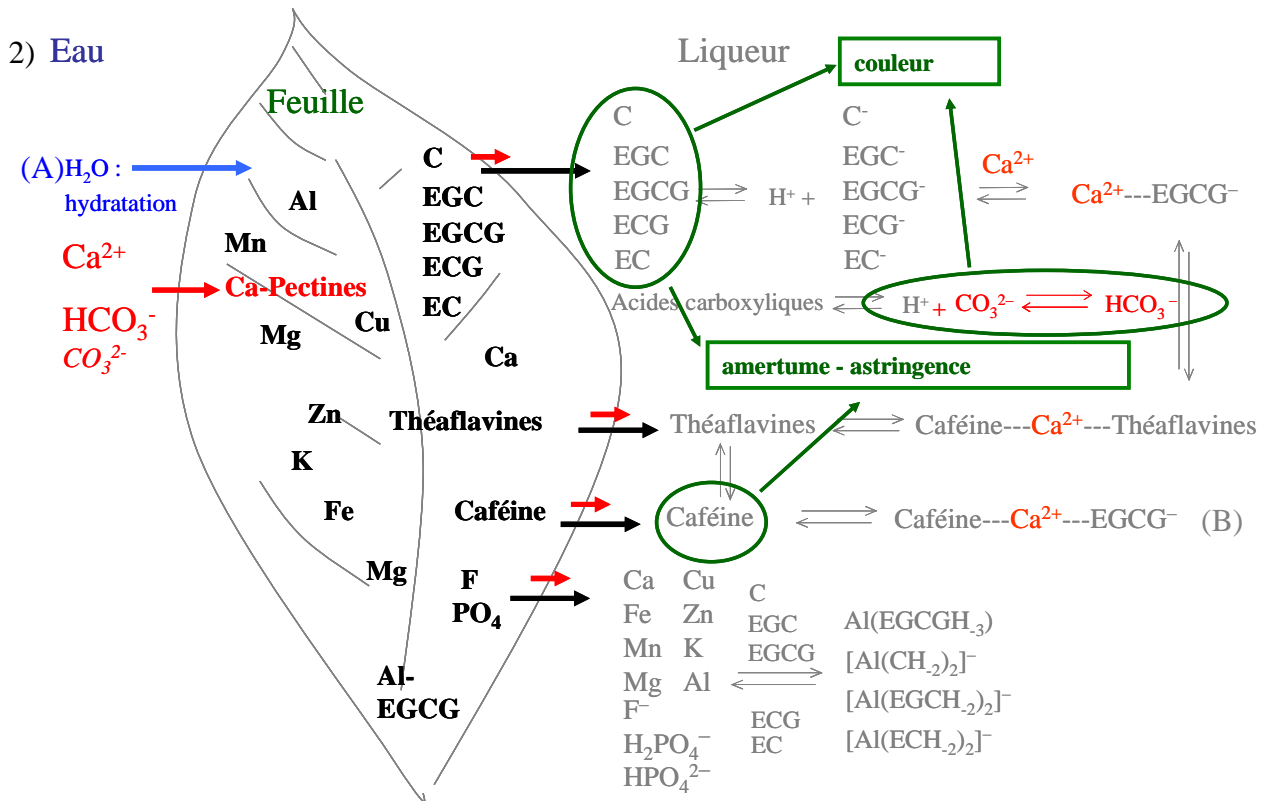 2) Eau
Feuille
(A) H₂O :
hydratation
Ca²⁺
HCO₃⁻
CO₃²⁻
Al
Mn
Ca-Pectines
Mg
Cu
Zn
K
Fe
Mg
Al-
EGCG
C
EGC
EGCG
ECG
EC
Ca
Théaflavines
Caféine
F
PO₄
Liqueur
couleur
C
EGC
EGCG
ECG
EC
H⁺ +
C⁻
EGC⁻
EGCG⁻
ECG⁻
EC⁻
Ca²⁺
Ca²⁺---EGCG⁻
Acides carboxyliques
H⁺ + CO₃²⁻
HCO₃⁻
amertume - astringence
Théaflavines
Caféine---Ca²⁺---Théaflavines
Caféine
Caféine---Ca²⁺---EGCG⁻ (B)
Ca Cu
Fe Zn
Mn K
Mg Al
F⁻
H₂PO₄⁻
HPO₄²⁻
C
EGC
EGCG
ECG
EC
Al(EGCGH₋₃)
[Al(CH₋₂)₂]⁻
[Al(EGCH₋₂)₂]⁻
[Al(ECH₋₂)₂]⁻